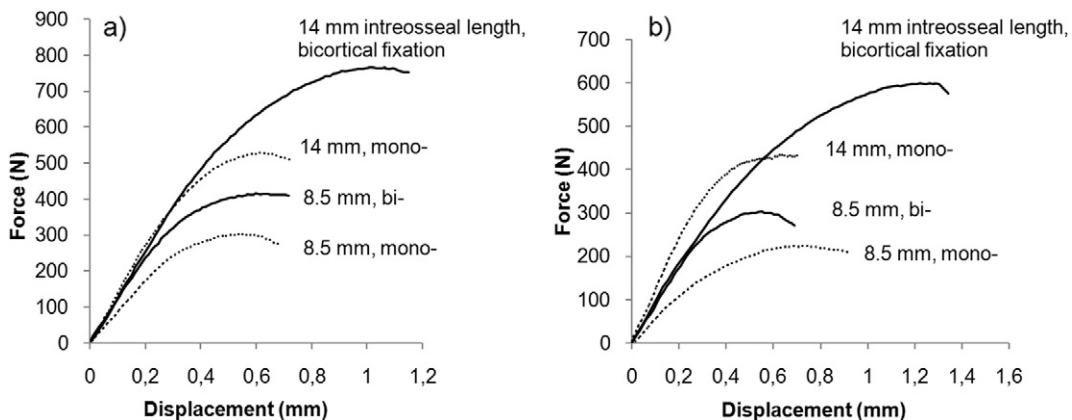 a)
14 mm intreosseal length,
bicortical fixation
14 mm, mono-
8.5 mm, bi-
8.5 mm, mono-
Force (N)
900
800
700
600
500
400
300
200
100
0
0 0,2 0,4 0,6 0,8 1 1,2
Displacement (mm)
b)
14 mm intreosseal length,
bicortical fixation
14 mm, mono-
8.5 mm, bi-
8.5 mm, mono-
Force (N)
700
600
500
400
300
200
100
0
0 0,2 0,4 0,6 0,8 1 1,2 1,4 1,6
Displacement (mm)